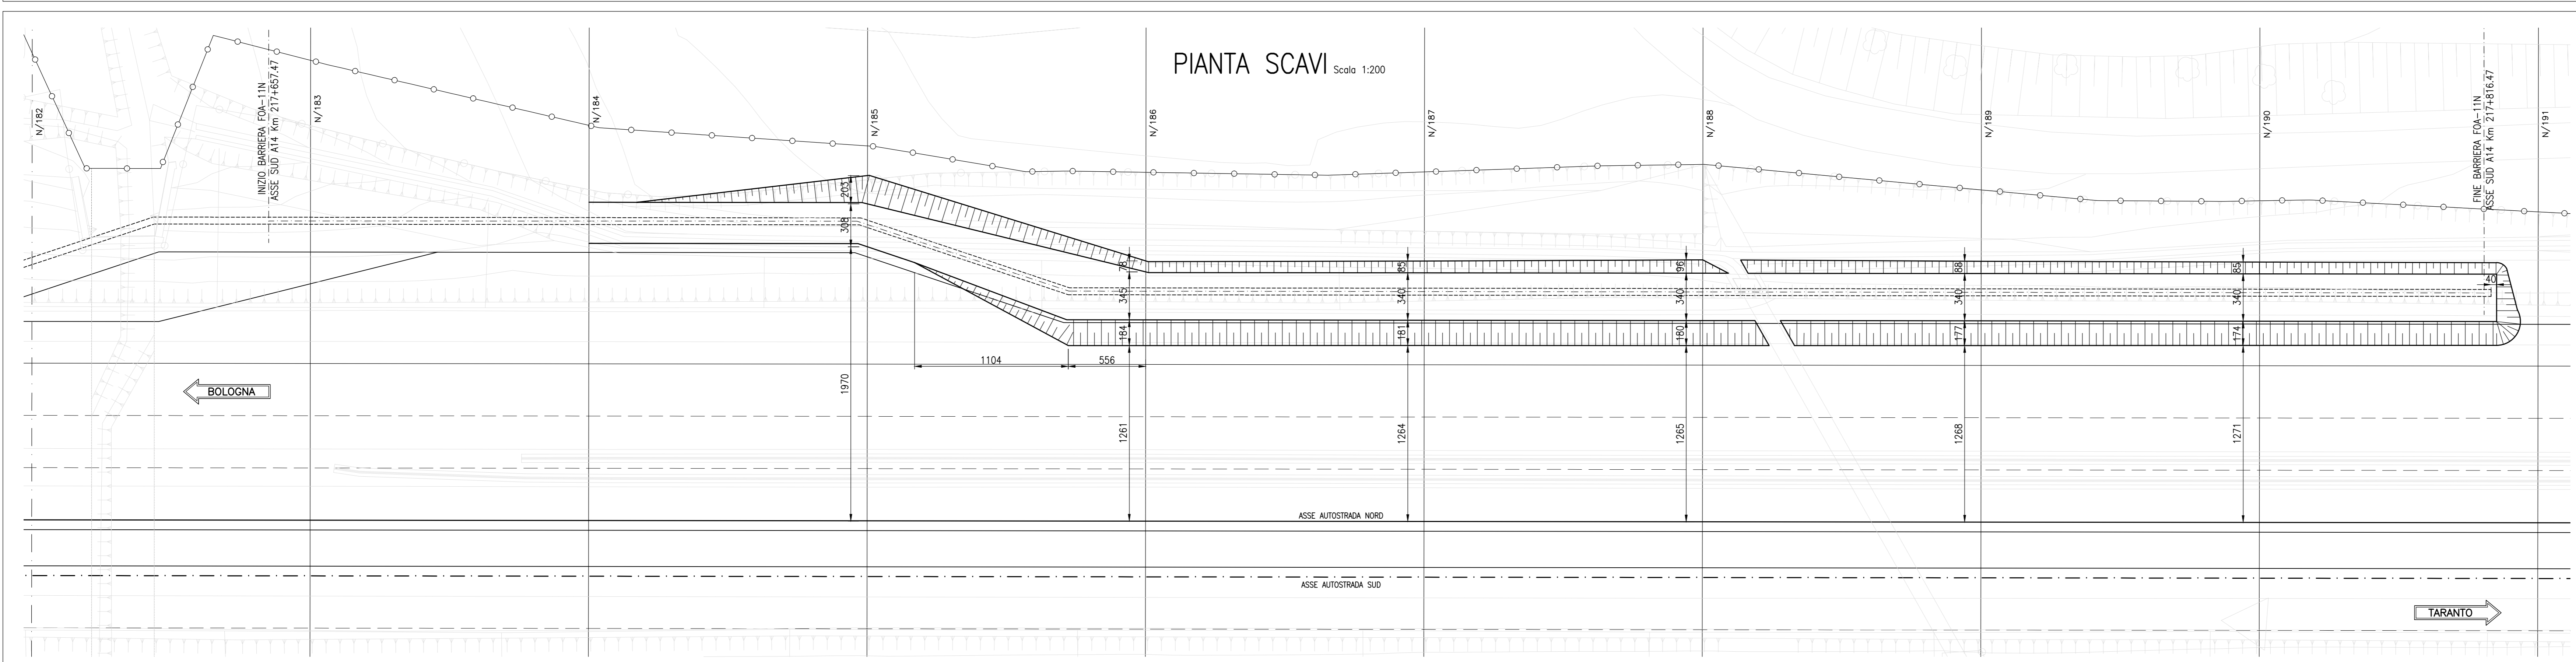 PIANTA SCAVI Scala 1:200
N/182
INIZIO BARRIERA FOA-11N
ASSE SUD A14 Km 217+657.47
N/183
N/184
N/185
N/186
N/187
N/188
N/189
N/190
FINE BARRIERA FOA-11N
ASSE SUD A14 Km 217+816.47
N/191
203
308
1970
78
345
184
1261
85
340
181
1264
96
340
180
1265
88
340
177
1268
85
340
174
1271
40
1104
556
BOLOGNA
ASSE AUTOSTRADA NORD
ASSE AUTOSTRADA SUD
TARANTO